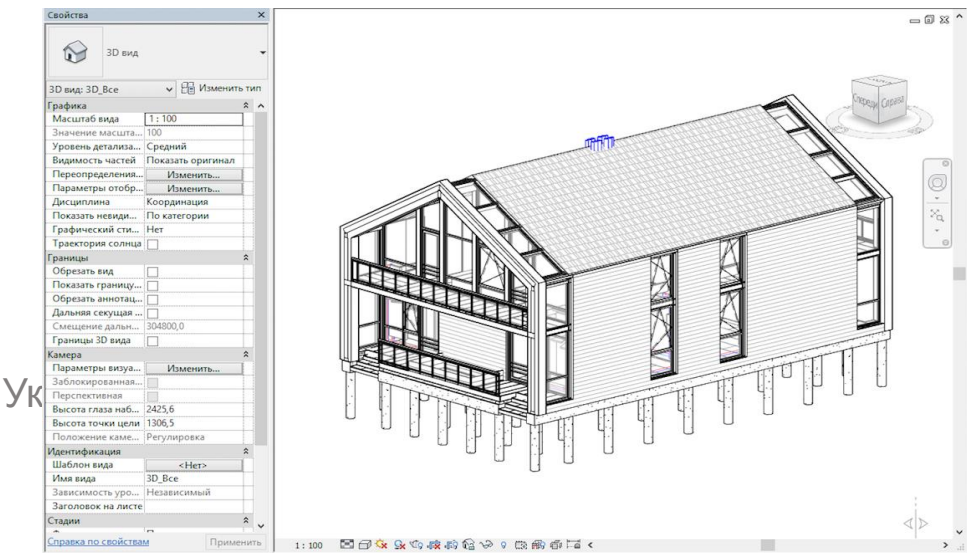 Свойства
3D вид
3D вид: 3D_Все
Изменить тип
Графика
Масштаб вида 1 : 100
Значение масшта... 100
Уровень детализа... Средний
Видимость частей Показать оригинал
Переопределения... Изменить...
Параметры отобр... Изменить...
Дисциплина Координация
Показать невиди... По категории
Графический сти... Нет
Траектория солнца
Границы
Обрезать вид
Показать границу...
Обрезать аннотац...
Дальняя секущая ...
Смещение дальн... 304800,0
Границы 3D вида
Камера
Параметры визуа... Изменить...
Заблокированная...
Перспективная
Высота глаза наб... 2425,6
Высота точки цели 1306,5
Положение каме... Регулировка
Идентификация
Шаблон вида <Нет>
Имя вида 3D_Все
Зависимость уро... Независимый
Заголовок на листе
Стадии
Справка по свойствам
Применить
Ук
Спереди Справа
1 : 100